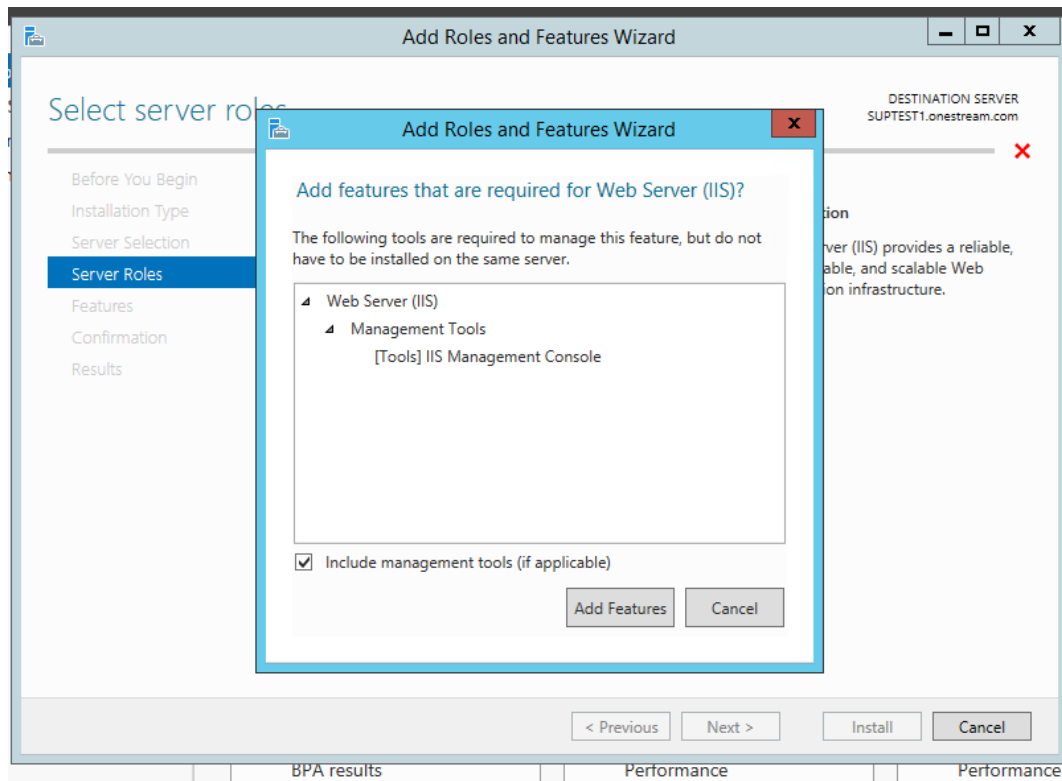 Add Roles and Features Wizard
Select server roles
DESTINATION SERVER
SUPTEST1.onestream.com
Before You Begin
Installation Type
Server Selection
Server Roles
Features
Confirmation
Results
Add Roles and Features Wizard
Add features that are required for Web Server (IIS)?
The following tools are required to manage this feature, but do not
have to be installed on the same server.
Web Server (IIS)
Management Tools
[Tools] IIS Management Console
Include management tools (if applicable)
Add Features
Cancel
tion
ver (IIS) provides a reliable,
able, and scalable Web
ion infrastructure.
< Previous
Next >
Install
Cancel
BPA results
Performance
Performance